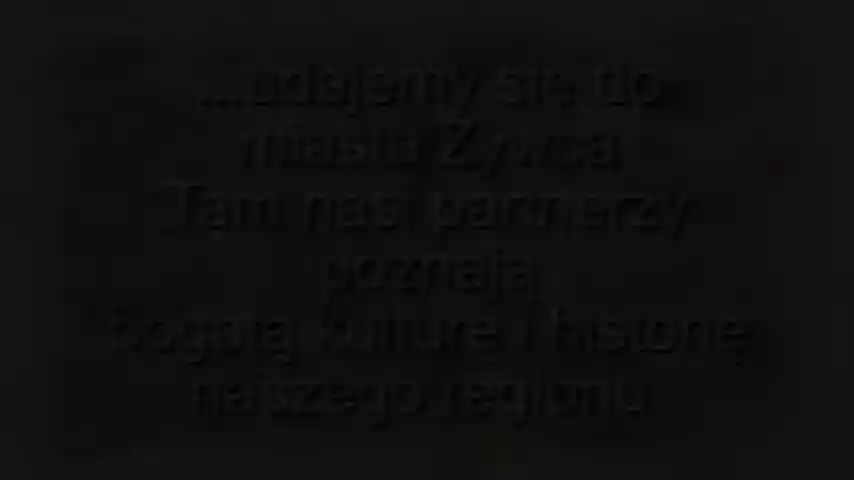 ...udajemy się do
miasta Żywca
Tam nasi partnerzy
poznają
bogatą kulturę i historię
naszego regionu